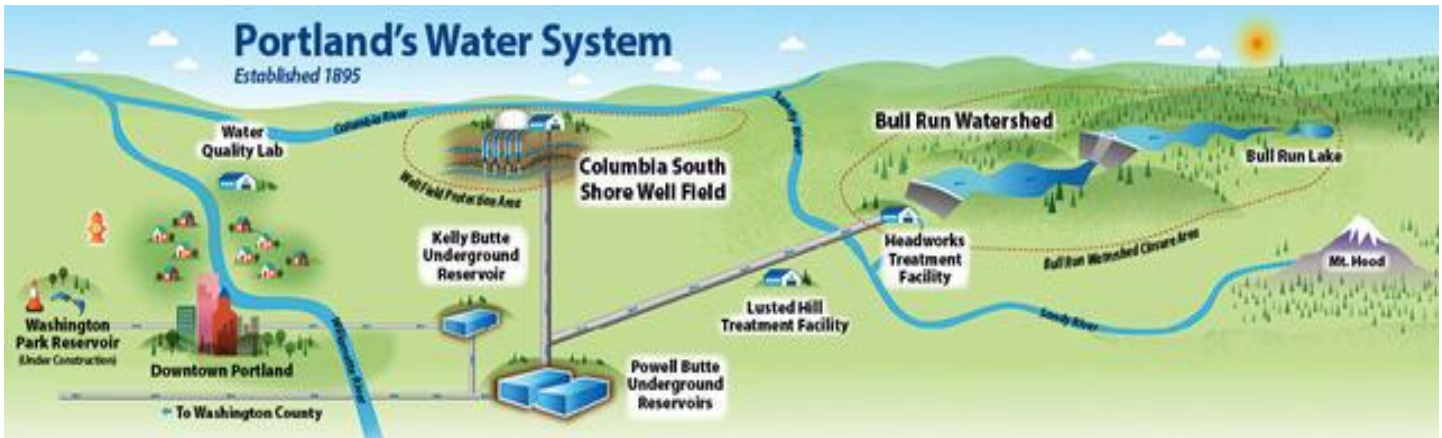 Portland's Water System
Established 1895
Water
Quality Lab
Columbia River
Well Field Protection Area
Columbia South
Shore Well Field
Sandy River
Bull Run Watershed
Bull Run Lake
Bull Run Watershed Closure Area
Headworks
Treatment
Facility
Mt. Hood
Sandy River
Lusted Hill
Treatment Facility
Kelly Butte
Underground
Reservoir
Washington
Park Reservoir
(Under Construction)
Downtown Portland
Willamette River
Powell Butte
Underground
Reservoirs
To Washington County